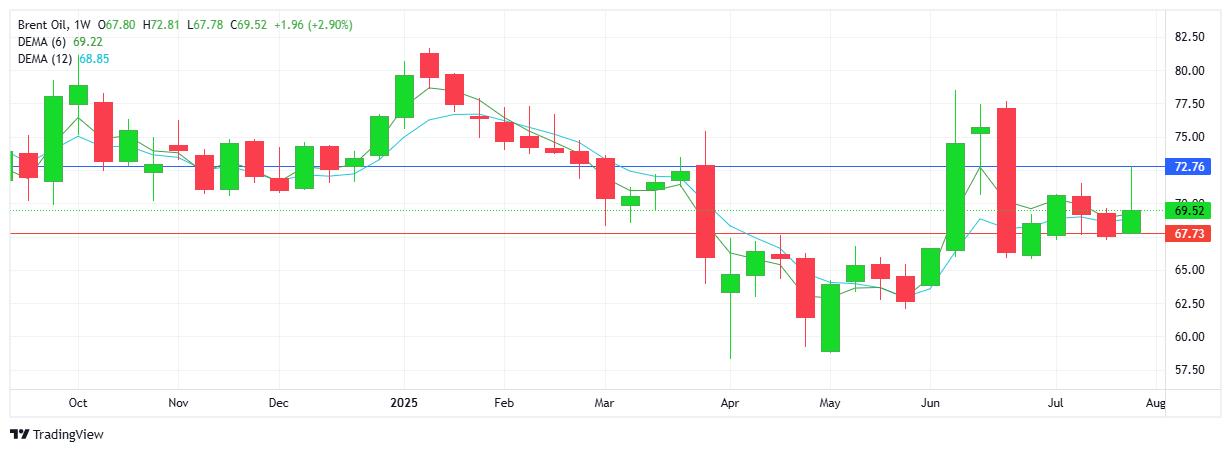 Brent Oil, 1W O67.80 H72.81 L67.78 C69.52 +1.96 (+2.90%)
DEMA (6) 69.22
DEMA (12) 68.85
82.50
80.00
77.50
75.00
72.76
70.00
69.52
67.73
65.00
62.50
60.00
57.50
Oct Nov Dec 2025 Feb Mar Apr May Jun Jul Aug
TradingView